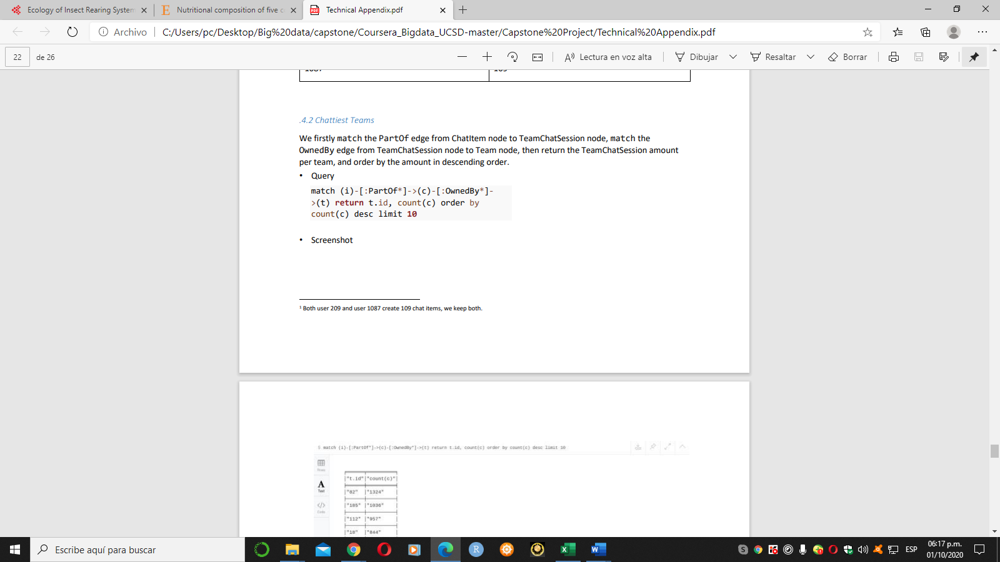 Ecology of Insect Rearing System
Nutritional composition of five c
Technical Appendix.pdf
Archivo
C:/Users/pc/Desktop/Big%20data/capstone/Coursera_Bigdata_UCSD-master/Capstone%20Project/Technical%20Appendix.pdf
22 de 26
Lectura en voz alta
Dibujar
Resaltar
Borrar
.4.2 Chattiest Teams
We firstly match the PartOf edge from ChatItem node to TeamChatSession node, match the
OwnedBy edge from TeamChatSession node to Team node, then return the TeamChatSession amount
per team, and order by the amount in descending order.
• Query
match (i)-[:PartOf*]->(c)-[:OwnedBy*]-
>(t) return t.id, count(c) order by
count(c) desc limit 10
• Screenshot
1 Both user 209 and user 1087 create 109 chat items, we keep both.
$ match (i)-[:PartOf*]->(c)-[:OwnedBy*]->(t) return t.id, count(c) order by count(c) desc limit 10
A
Text
</>
Code
"t.id" "count(c)"
"82" "1324"
"185" "1036"
"112" "957"
"18" "844"
Escribe aquí para buscar
ESP
06:17 p.m.
01/10/2020